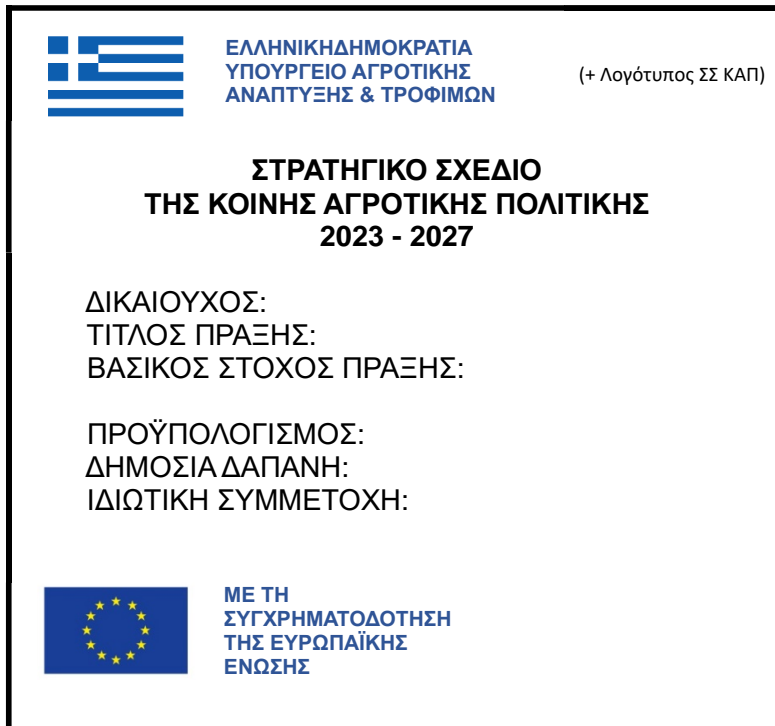 ΕΛΛΗΝΙΚΗΔΗΜΟΚΡΑΤΙΑ
ΥΠΟΥΡΓΕΙΟ ΑΓΡΟΤΙΚΗΣ
ΑΝΑΠΤΥΞΗΣ & ΤΡΟΦΙΜΩΝ
(+ Λογότυπος ΣΣ ΚΑΠ)
ΣΤΡΑΤΗΓΙΚΟ ΣΧΕΔΙΟ
ΤΗΣ ΚΟΙΝΗΣ ΑΓΡΟΤΙΚΗΣ ΠΟΛΙΤΙΚΗΣ
2023 - 2027
ΔΙΚΑΙΟΥΧΟΣ:
ΤΙΤΛΟΣ ΠΡΑΞΗΣ:
ΒΑΣΙΚΟΣ ΣΤΟΧΟΣ ΠΡΑΞΗΣ:
ΠΡΟΫΠΟΛΟΓΙΣΜΟΣ:
ΔΗΜΟΣΙΑ ΔΑΠΑΝΗ:
ΙΔΙΩΤΙΚΗ ΣΥΜΜΕΤΟΧΗ:
ΜΕ ΤΗ
ΣΥΓΧΡΗΜΑΤΟΔΟΤΗΣΗ
ΤΗΣ ΕΥΡΩΠΑΪΚΗΣ
ΕΝΩΣΗΣ